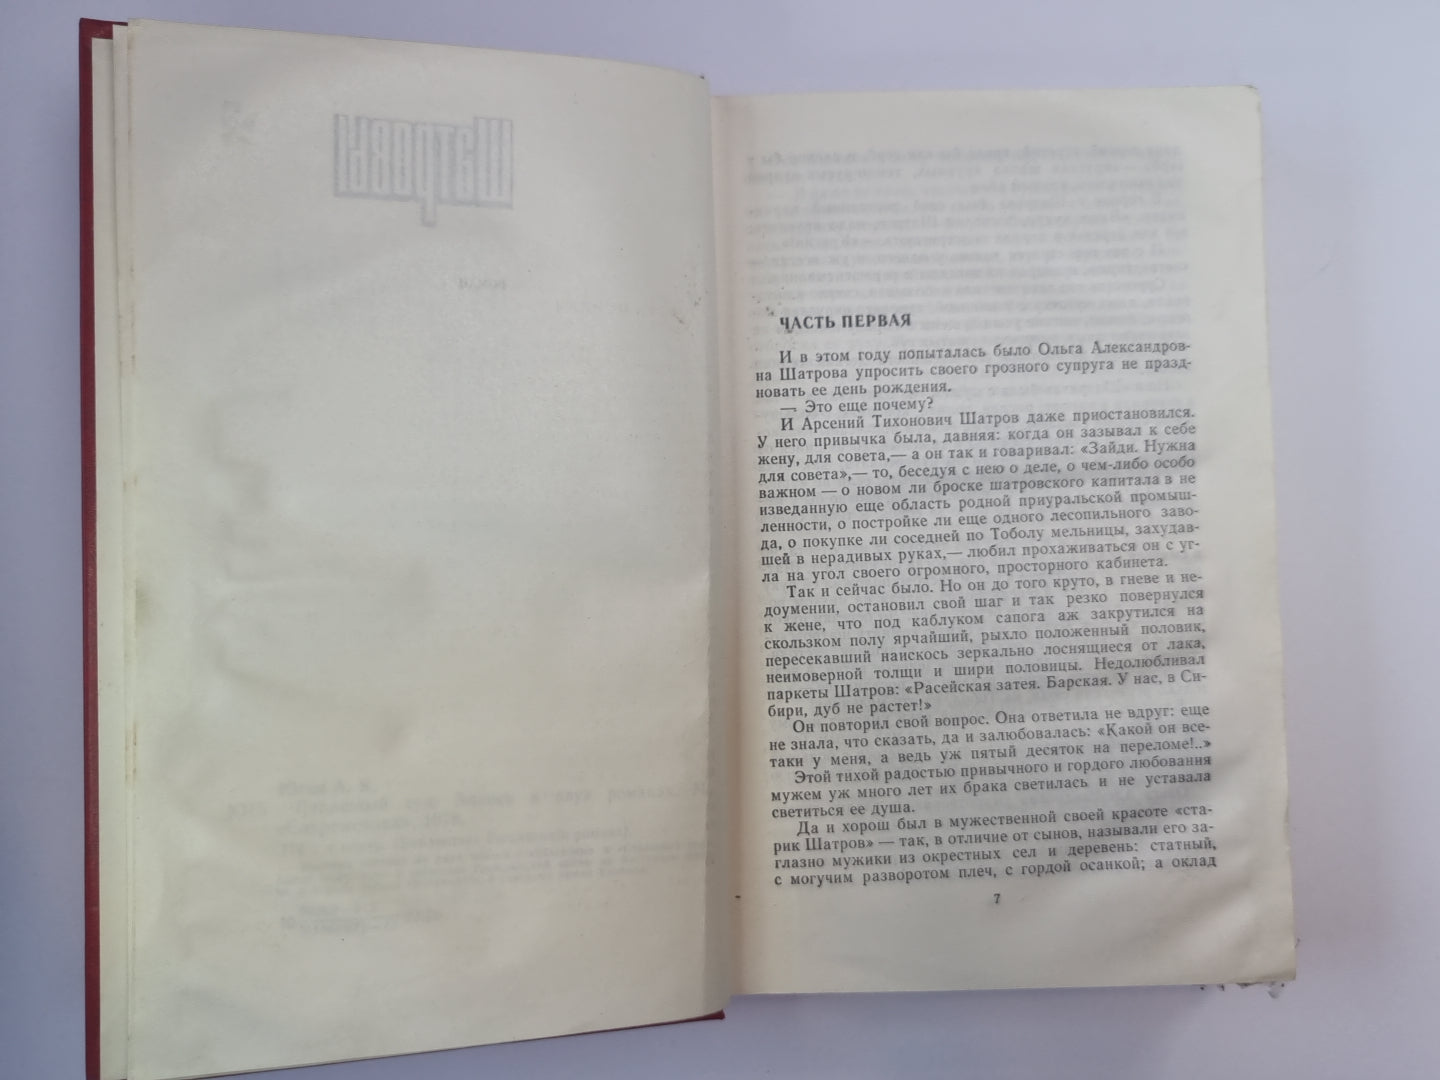 Шатровы
ЧАСТЬ ПЕРВАЯ
И в этом году попыталась было Ольга Александров-
на Шатрова упросить своего грозного супруга не празд-
новать ее день рождения.
— Это еще почему?
И Арсений Тихонович Шатров даже приостановился.
У него привычка была, давняя: когда он зазывал к себе
жену, для совета,— а он так и говаривал: «Зайди. Нужна
для совета»,— то, беседуя с нею о деле, о чем-либо особо
важном — о новом ли броске шатровского капитала в не
изведанную еще область родной приуральской промыш-
ленности, о постройке ли еще одного лесопильного заво-
да, о покупке ли соседней по Тоболу мельницы, захудав-
шей в нерадивых руках,— любил прохаживаться он с уг-
ла на угол своего огромного, просторного кабинета.
Так и сейчас было. Но он до того круто, в гневе и не-
доумении, остановил свой шаг и так резко повернулся
к жене, что под каблуком сапога аж закрутился на
скользком полу ярчайший, рыхло положенный половик,
пересекавший наискось зеркально лоснящиеся от лака,
неимоверной толщи и шири половицы. Недолюбливал
паркеты Шатров: «Расейская затея. Барская. У нас, в Си-
бири, дуб не растет!»
Он повторил свой вопрос. Она ответила не вдруг: еще
не знала, что сказать, да и залюбовалась: «Какой он все-
таки у меня, а ведь уж пятый десяток на переломе!..»
Этой тихой радостью привычного и гордого любования
мужем уж много лет их брака светилась и не уставала
светиться ее душа.
Да и хорош был в мужественной своей красоте «ста-
рик Шатров» — так, в отличие от сынов, называли его за-
глазно мужики из окрестных сел и деревень: статный,
с могучим разворотом плеч, с гордой осанкой; а оклад
7